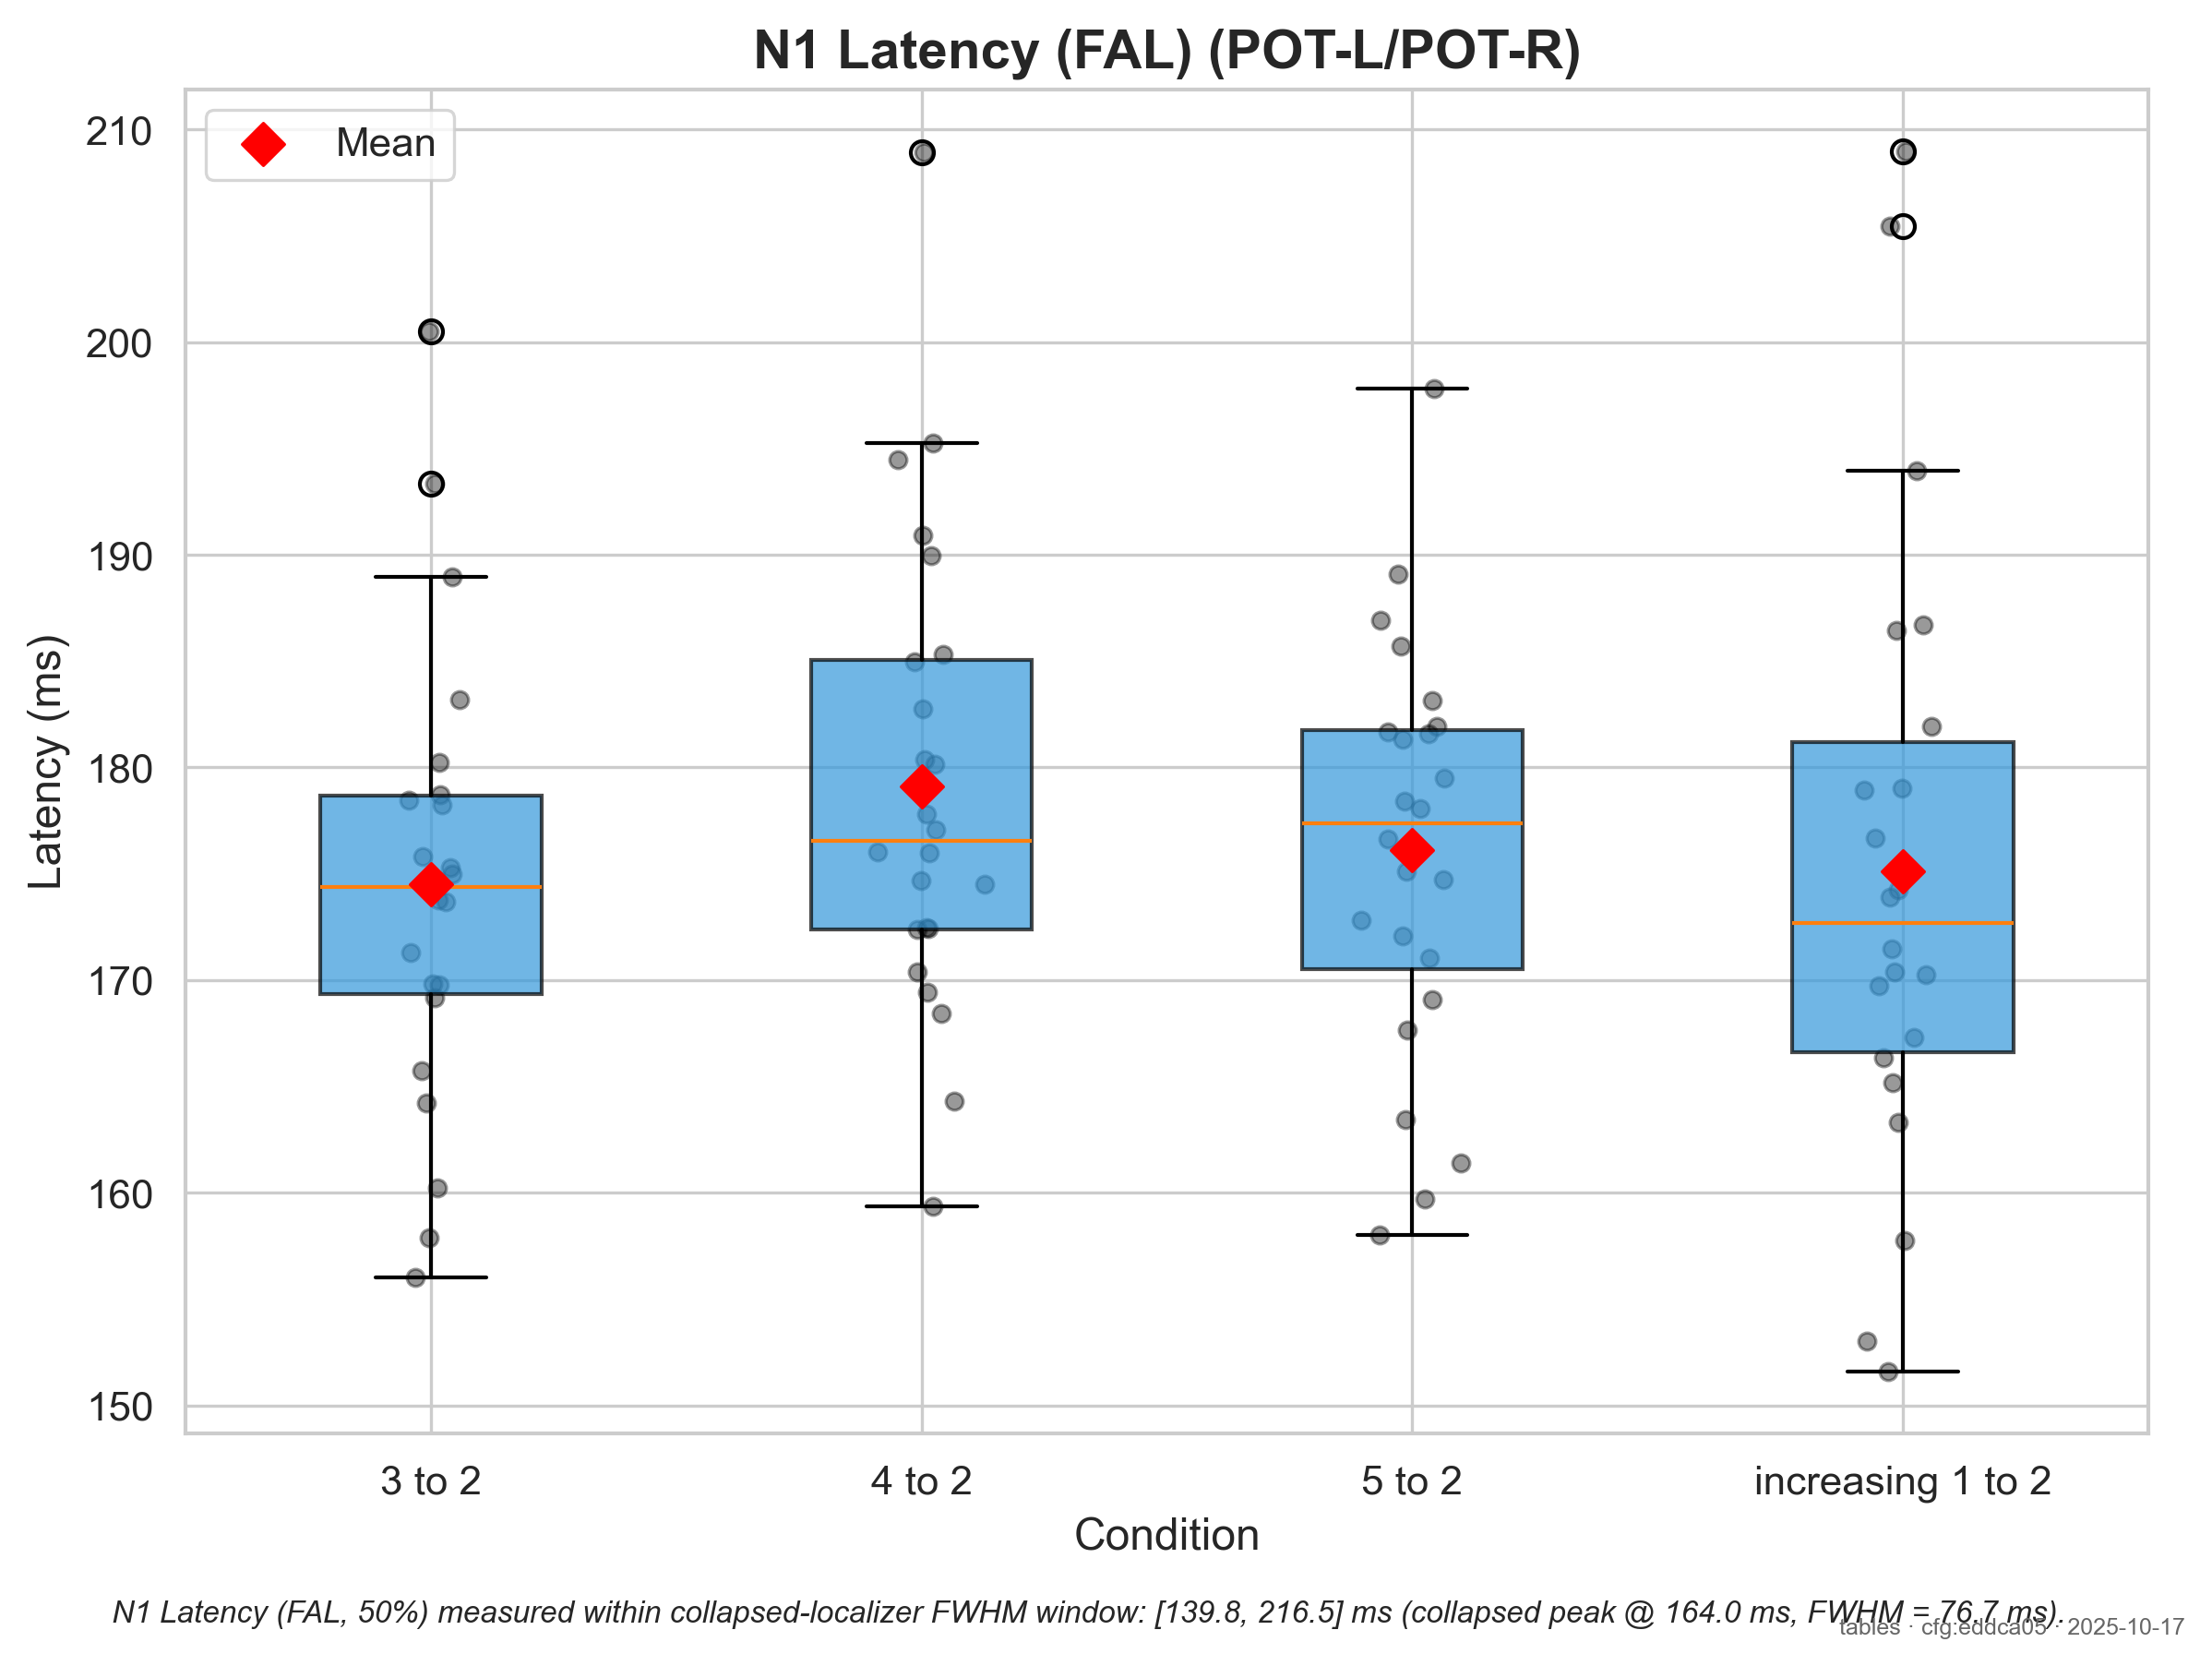 N1 Latency (FAL) (POT-L/POT-R)
Mean
210
200
190
180
170
160
150
Latency (ms)
3 to 2
4 to 2
5 to 2
increasing 1 to 2
Condition
N1 Latency (FAL, 50%) measured within collapsed-localizer FWHM window: [139.8, 216.5] ms (collapsed peak @ 164.0 ms, FWHM = 76.7 ms).
tables · cfg:eddca05 · 2025-10-17